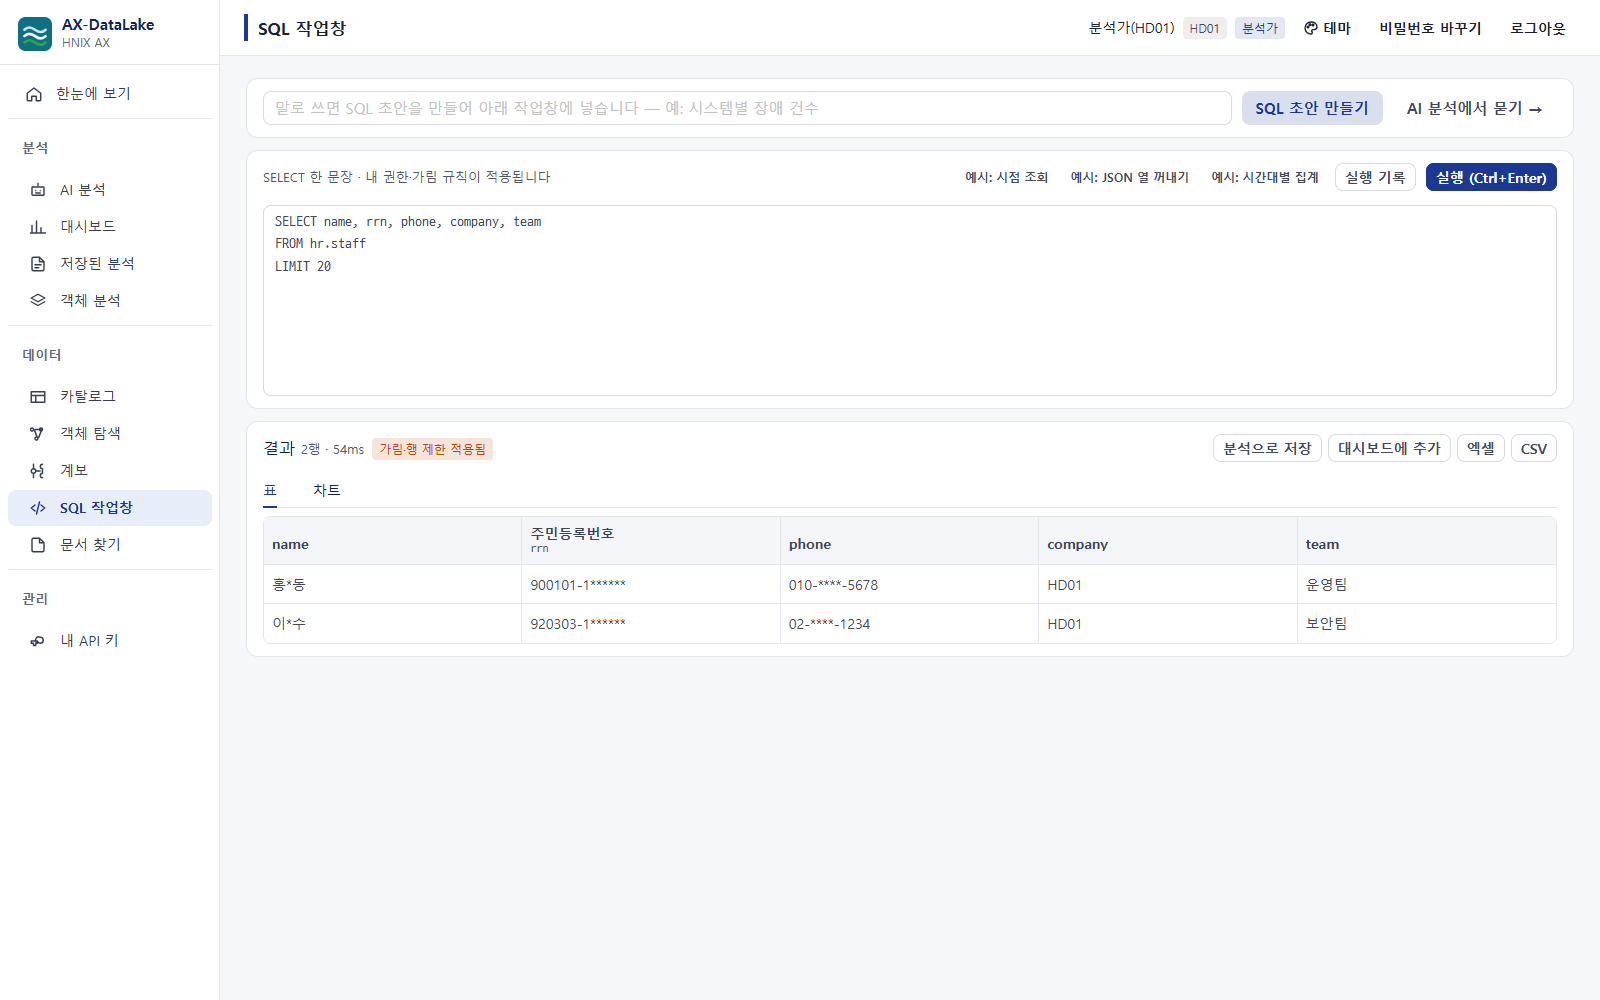 AX-DataLake
HNIX AX
한눈에 보기
분석
AI 분석
대시보드
저장된 분석
객체 분석
데이터
카탈로그
객체 탐색
계보
SQL 작업창
문서 찾기
관리
내 API 키
SQL 작업창
분석가(HD01) HD01 분석가 테마 비밀번호 바꾸기 로그아웃
말로 쓰면 SQL 초안을 만들어 아래 작업창에 넣습니다 — 예: 시스템별 장애 건수
SQL 초안 만들기
AI 분석에서 묻기 →
SELECT 한 문장 · 내 권한·가림 규칙이 적용됩니다
예시: 시점 조회 예시: JSON 열 꺼내기 예시: 시간대별 집계 실행 기록 실행 (Ctrl+Enter)
SELECT name, rrn, phone, company, team
FROM hr.staff
LIMIT 20
결과 2행 · 54ms 가림·행 제한 적용됨
분석으로 저장 대시보드에 추가 엑셀 CSV
표 차트
name 주민등록번호 phone company team
rrn
홍*동 900101-1****** 010-****-5678 HD01 운영팀
이*수 920303-1****** 02-****-1234 HD01 보안팀